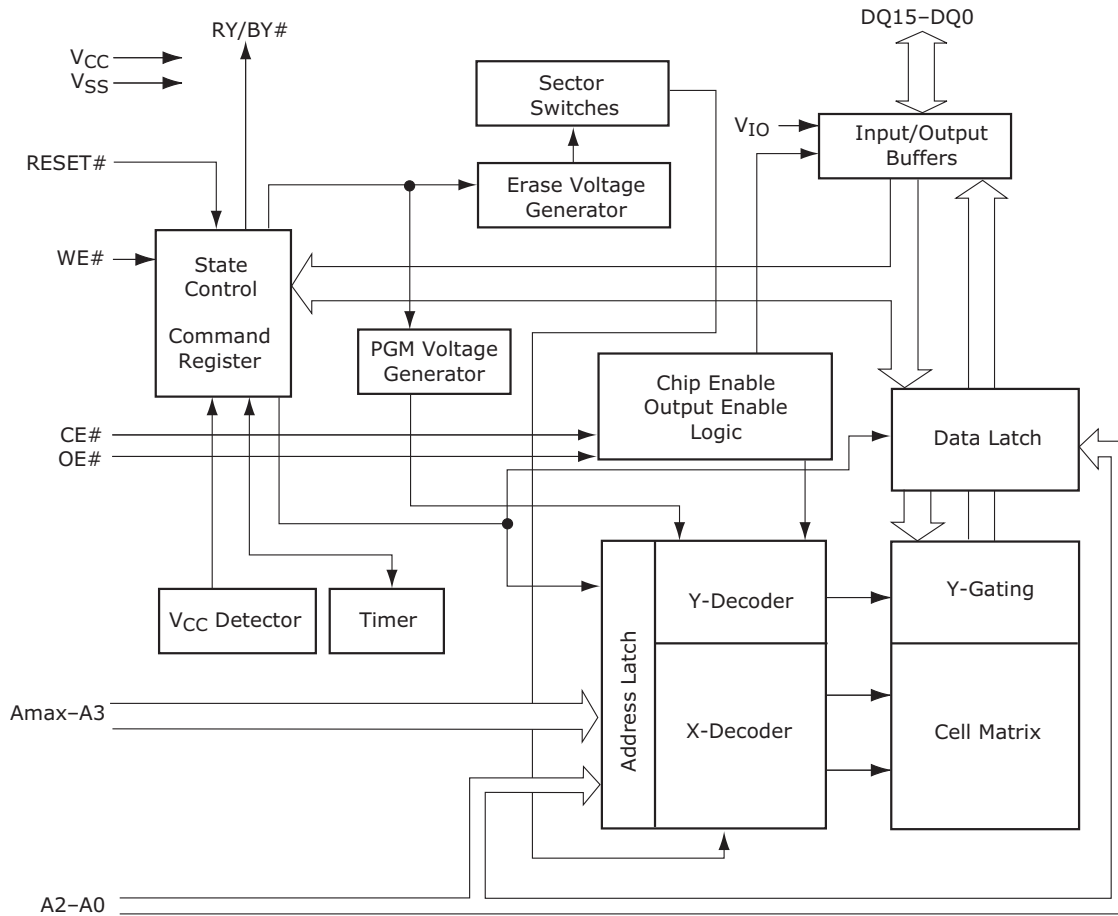 DQ15–DQ0
RY/BY#
VCC
VSS
Sector
Switches
VIO
Input/Output
Buffers
RESET#
Erase Voltage
Generator
WE#
State
Control
Command
Register
PGM Voltage
Generator
Chip Enable
Output Enable
Logic
CE#
OE#
Data Latch
VCC Detector
Timer
Address Latch
Y-Decoder
Y-Gating
Amax–A3
X-Decoder
Cell Matrix
A2–A0